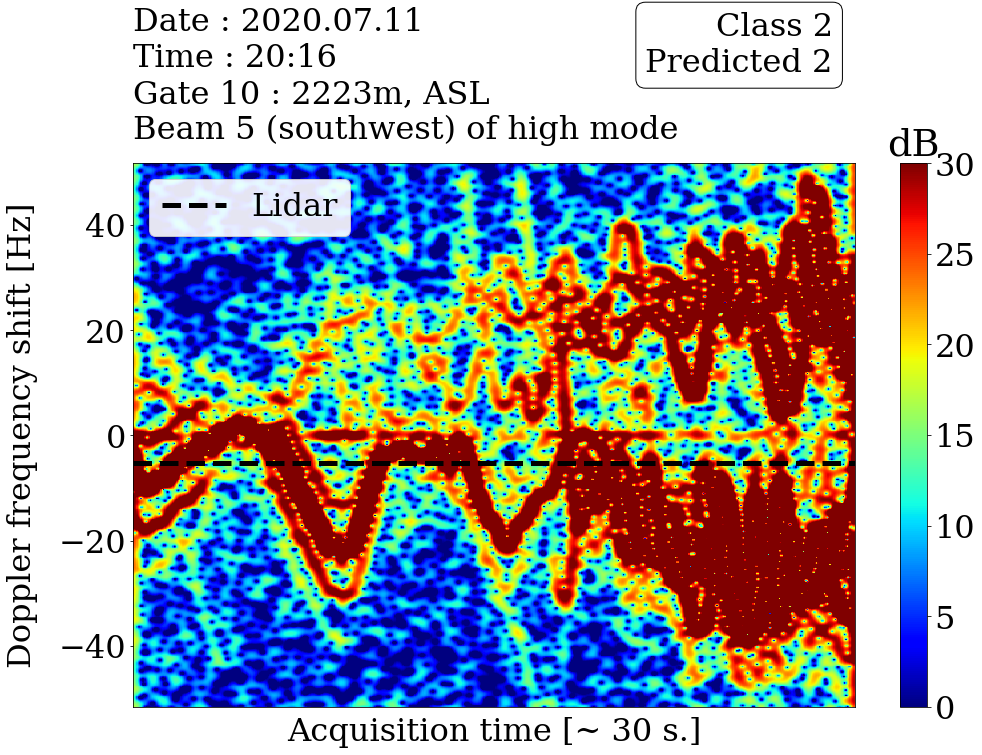 Date : 2020.07.11
Time : 20:16
Gate 10 : 2223m, ASL
Beam 5 (southwest) of high mode
Class 2
Predicted 2
dB
Lidar
Doppler frequency shift [Hz]
40
20
0
−20
−40
30
25
20
15
10
5
0
Acquisition time [~ 30 s.]